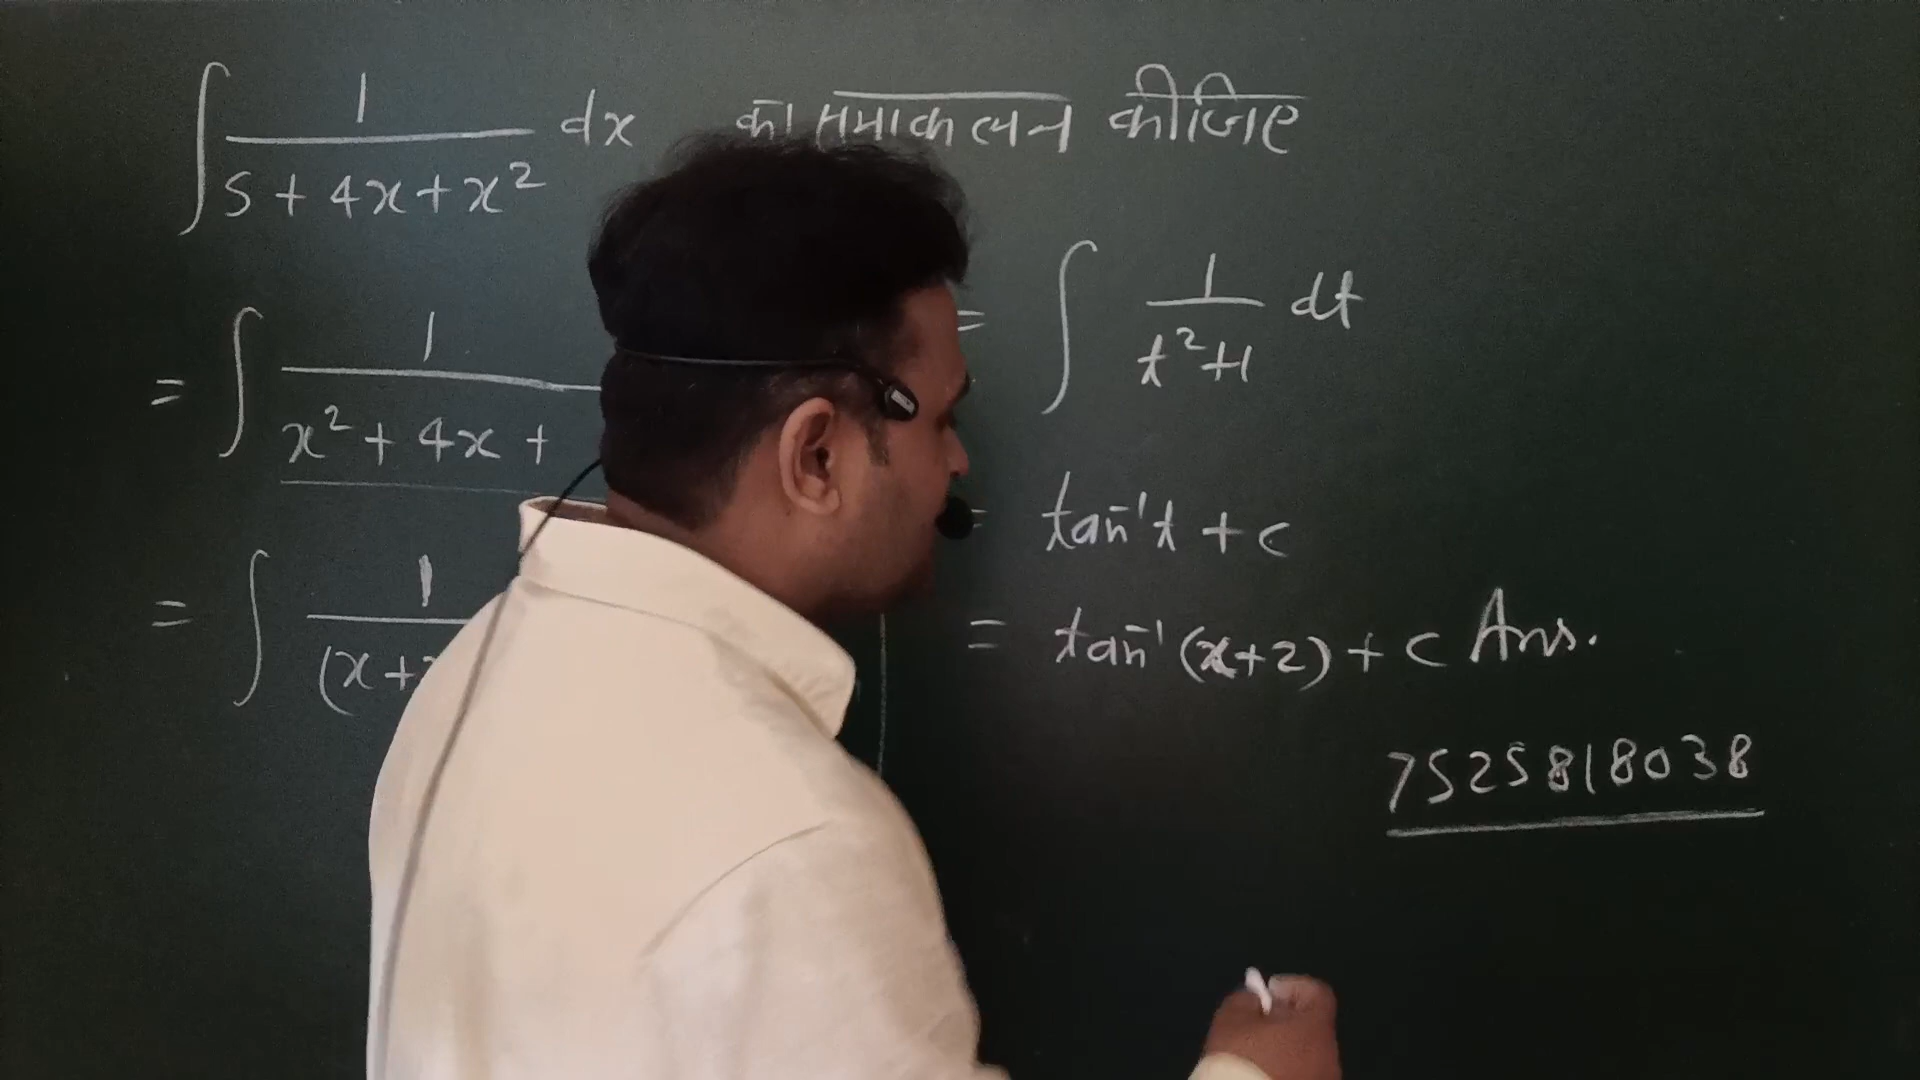 ∫ 1/(5 + 4x + x²) dx का समाकलन कीजिए
= ∫ 1/(x² + 4x +
= ∫ 1/(x+
= ∫ 1/(t²+1) dt
= tan⁻¹t + c
= tan⁻¹(x+2) + c Ans.
7525818038